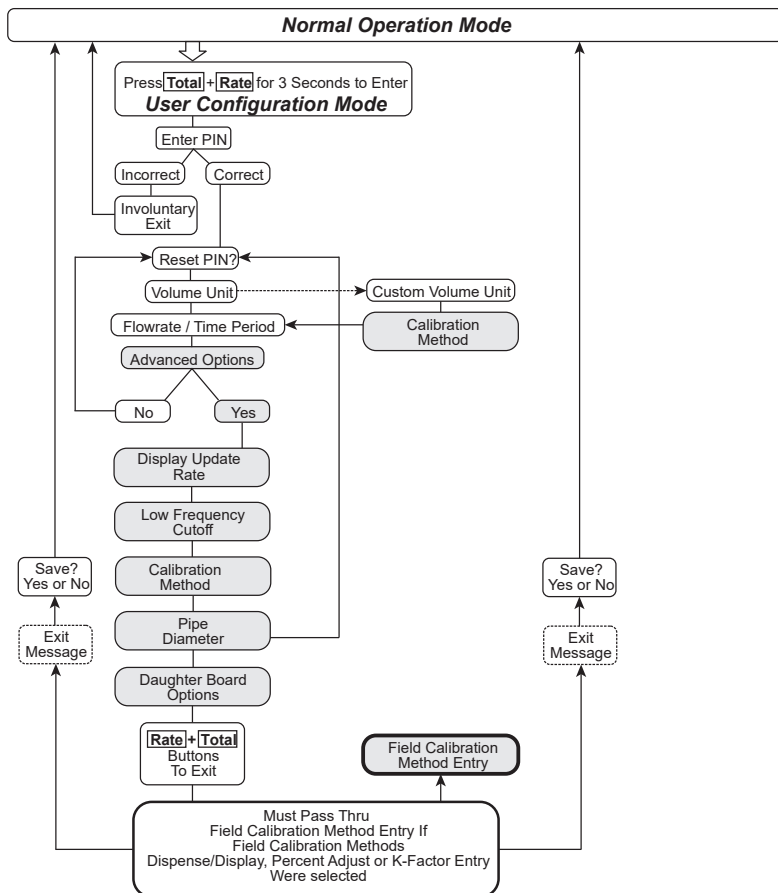 Normal Operation Mode
Press Total + Rate for 3 Seconds to Enter
User Configuration Mode
Enter PIN
Incorrect
Correct
Involuntary
Exit
Reset PIN?
Volume Unit
Custom Volume Unit
Flowrate / Time Period
Calibration
Method
Advanced Options
No
Yes
Display Update
Rate
Low Frequency
Cutoff
Calibration
Method
Pipe
Diameter
Daughter Board
Options
Save?
Yes or No
Exit
Message
Rate + Total
Buttons
To Exit
Field Calibration
Method Entry
Save?
Yes or No
Exit
Message
Must Pass Thru
Field Calibration Method Entry If
Field Calibration Methods
Dispense/Display, Percent Adjust or K-Factor Entry
Were selected